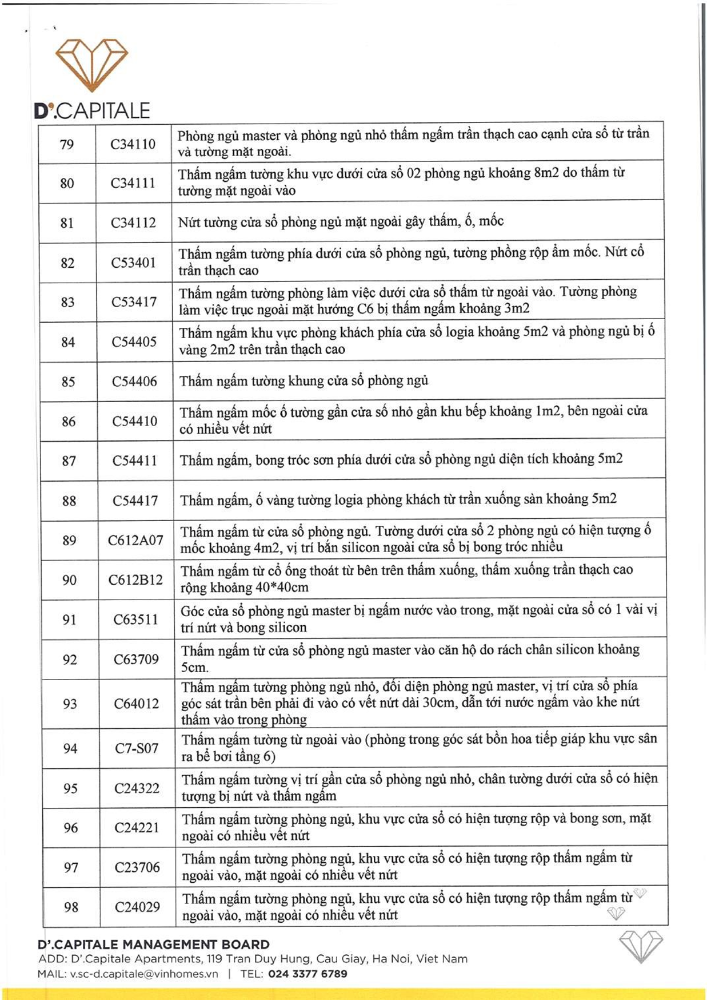 D'.CAPITALE
79 C34110 Phòng ngủ master và phòng ngủ nhỏ thấm ngấm trần thạch cao cạnh cửa sổ từ trần
và tường mặt ngoài.
80 C34111 Thấm ngấm tường khu vực dưới cửa sổ 02 phòng ngủ khoảng 8m2 do thấm từ
tường mặt ngoài vào
81 C34112 Nứt tường cửa sổ phòng ngủ mặt ngoài gây thấm, ố, mốc
82 C53401 Thấm ngấm tường phía dưới cửa sổ phòng ngủ, tường phồng rộp ẩm mốc. Nứt cổ
trần thạch cao
83 C53417 Thấm ngấm tường phòng làm việc dưới cửa sổ thấm từ ngoài vào. Tường phòng
làm việc trục ngoài mặt hướng C6 bị thấm ngấm khoảng 3m2
84 C54405 Thấm ngấm khu vực phòng khách phía cửa sổ logia khoảng 5m2 và phòng ngủ bị ố
vàng 2m2 trên trần thạch cao
85 C54406 Thấm ngấm tường khung cửa sổ phòng ngủ
86 C54410 Thấm ngấm mốc ố tường gần cửa số nhỏ gần khu bếp khoảng 1m2, bên ngoài cửa
có nhiều vết nứt
87 C54411 Thấm ngấm, bong tróc sơn phía dưới cửa sổ phòng ngủ diện tích khoảng 5m2
88 C54417 Thấm ngấm, ố vàng tường logia phòng khách từ trần xuống sàn khoảng 5m2
89 C612A07 Thấm ngấm từ cửa sổ phòng ngủ. Tường dưới cửa sổ 2 phòng ngủ có hiện tượng ố
mốc khoảng 4m2, vị trí bắn silicon ngoài cửa sổ bị bong tróc nhiều
90 C612B12 Thấm ngấm từ cổ ống thoát từ bên trên thấm xuống, thấm xuống trần thạch cao
rộng khoảng 40*40cm
91 C63511 Góc cửa sổ phòng ngủ master bị ngấm nước vào trong, mặt ngoài cửa sổ có 1 vài vị
trí nứt và bong silicon
92 C63709 Thấm ngấm từ cửa sổ phòng ngủ master vào căn hộ do rách chân silicon khoảng
5cm.
93 C64012 Thấm ngấm tường phòng ngủ nhỏ, đối diện phòng ngủ master, vị trí cửa sổ phía
góc sát trần bên phải đi vào có vết nứt dài 30cm, dẫn tới nước ngấm vào khe nứt
thấm vào trong phòng
94 C7-S07 Thấm ngấm tường từ ngoài vào (phòng trong góc sát bồn hoa tiếp giáp khu vực sân
ra bể bơi tầng 6)
95 C24322 Thấm ngấm tường vị trí gần cửa sổ phòng ngủ nhỏ, chân tường dưới cửa sổ có hiện
tượng bị nứt và thấm ngấm
96 C24221 Thấm ngấm tường phòng ngủ, khu vực cửa sổ có hiện tượng rộp và bong sơn, mặt
ngoài có nhiều vết nứt
97 C23706 Thấm ngấm tường phòng ngủ, khu vực cửa sổ có hiện tượng rộp thấm ngấm từ
ngoài vào, mặt ngoài có nhiều vết nứt
98 C24029 Thấm ngấm tường phòng ngủ, khu vực cửa sổ có hiện tượng rộp thấm ngấm từ
ngoài vào, mặt ngoài có nhiều vết nứt
D'.CAPITALE MANAGEMENT BOARD
ADD: D'.Capitale Apartments, 119 Tran Duy Hung, Cau Giay, Ha Noi, Viet Nam
MAIL: v.sc-d.capitale@vinhomes.vn | TEL: 024 3377 6789